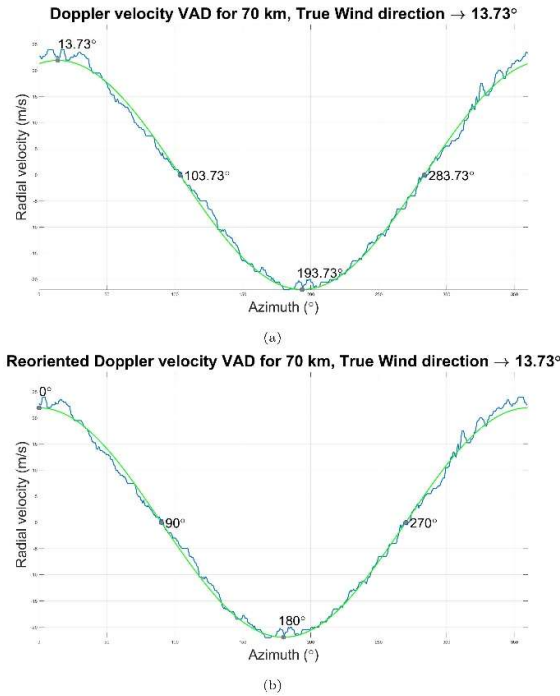 Doppler velocity VAD for 70 km, True Wind direction → 13.73°
13.73°
103.73°
283.73°
193.73°
Radial velocity (m/s)
Azimuth (°)
(a)
Reoriented Doppler velocity VAD for 70 km, True Wind direction → 13.73°
0°
90°
270°
180°
Radial velocity (m/s)
Azimuth (°)
(b)